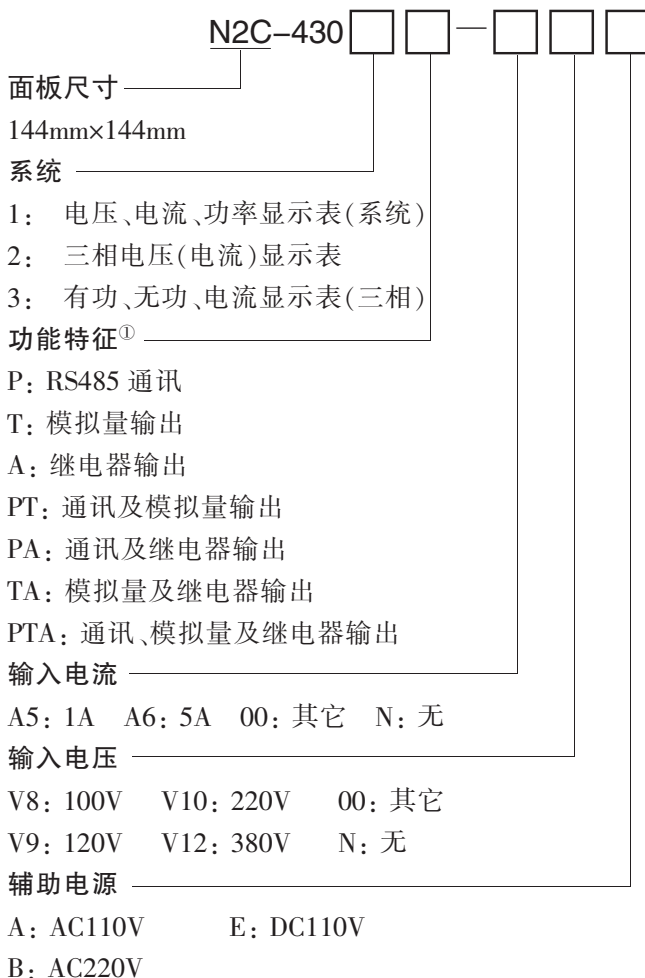 N2C-430□□—□□□
面板尺寸
144mm×144mm
系统
1： 电压、电流、功率显示表(系统)
2： 三相电压(电流)显示表
3： 有功、无功、电流显示表(三相)
功能特征①
P：RS485 通讯
T：模拟量输出
A：继电器输出
PT：通讯及模拟量输出
PA：通讯及继电器输出
TA：模拟量及继电器输出
PTA：通讯、模拟量及继电器输出
输入电流
A5：1A A6：5A 00：其它 N：无
输入电压
V8：100V V10：220V 00：其它
V9：120V V12：380V N：无
辅助电源
A：AC110V E：DC110V
B：AC220V